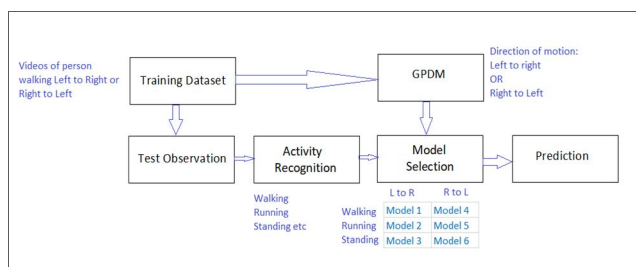 Videos of person
walking Left to Right or
Right to Left
Training Dataset
GPDM
Direction of motion:
Left to right
OR
Right to Left
Test Observation
Activity
Recognition
Model
Selection
Prediction
Walking
Running
Standing etc
L to R R to L
Walking Model 1 Model 4
Running Model 2 Model 5
Standing Model 3 Model 6